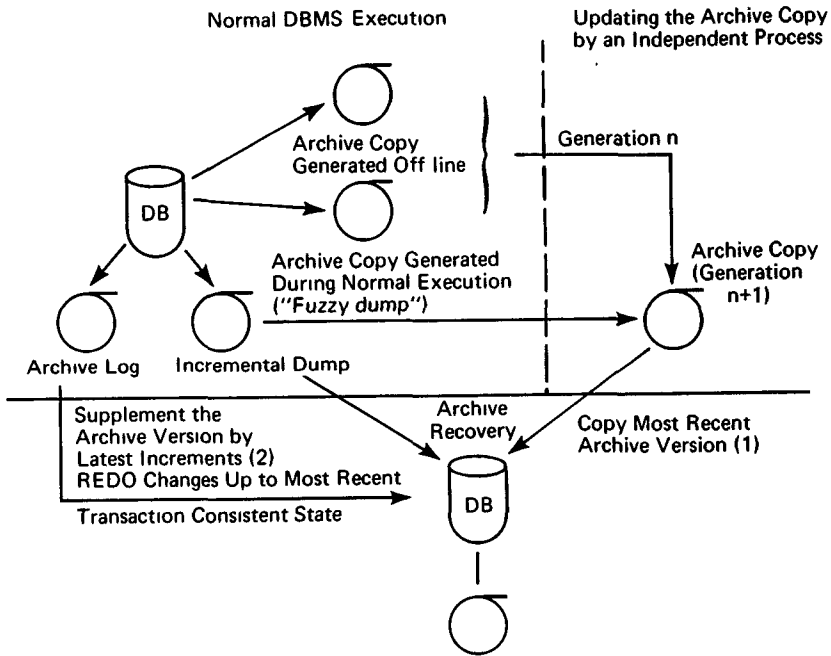 Normal DBMS Execution
Updating the Archive Copy
by an Independent Process
Archive Copy
Generated Off line
Generation n
DB
Archive Copy Generated
During Normal Execution
("Fuzzy dump")
Archive Copy
(Generation
n+1)
Archive Log
Incremental Dump
Supplement the
Archive Version by
Latest Increments (2)
REDO Changes Up to Most Recent
Transaction Consistent State
Archive
Recovery
Copy Most Recent
Archive Version (1)
DB